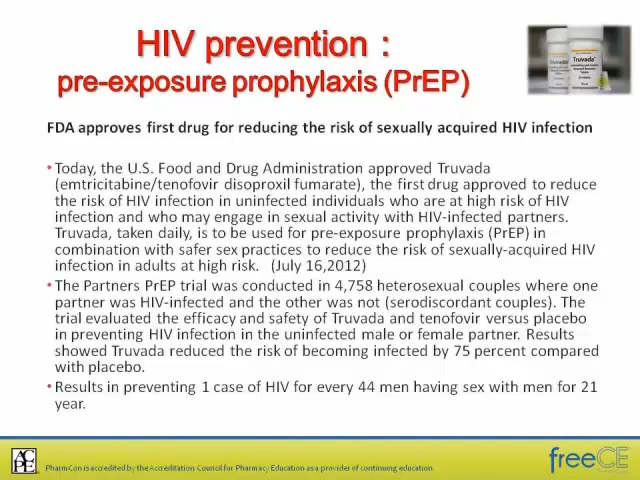 HIV prevention :
pre-exposure prophylaxis (PrEP)
Truvada
FDA approves first drug for reducing the risk of sexually acquired HIV infection
• Today, the U.S. Food and Drug Administration approved Truvada
(emtricitabine/tenofovir disoproxil fumarate), the first drug approved to reduce
the risk of HIV infection in uninfected individuals who are at high risk of HIV
infection and who may engage in sexual activity with HIV-infected partners.
Truvada, taken daily, is to be used for pre-exposure prophylaxis (PrEP) in
combination with safer sex practices to reduce the risk of sexually-acquired HIV
infection in adults at high risk. (July 16,2012)
• The Partners PrEP trial was conducted in 4,758 heterosexual couples where one
partner was HIV-infected and the other was not (serodiscordant couples). The
trial evaluated the efficacy and safety of Truvada and tenofovir versus placebo
in preventing HIV infection in the uninfected male or female partner. Results
showed Truvada reduced the risk of becoming infected by 75 percent compared
with placebo.
• Results in preventing 1 case of HIV for every 44 men having sex with men for 21
year.
ACPE
PharmCon is accredited by the Accreditation Council for Pharmacy Education as a provider of continuing education.
freeCE